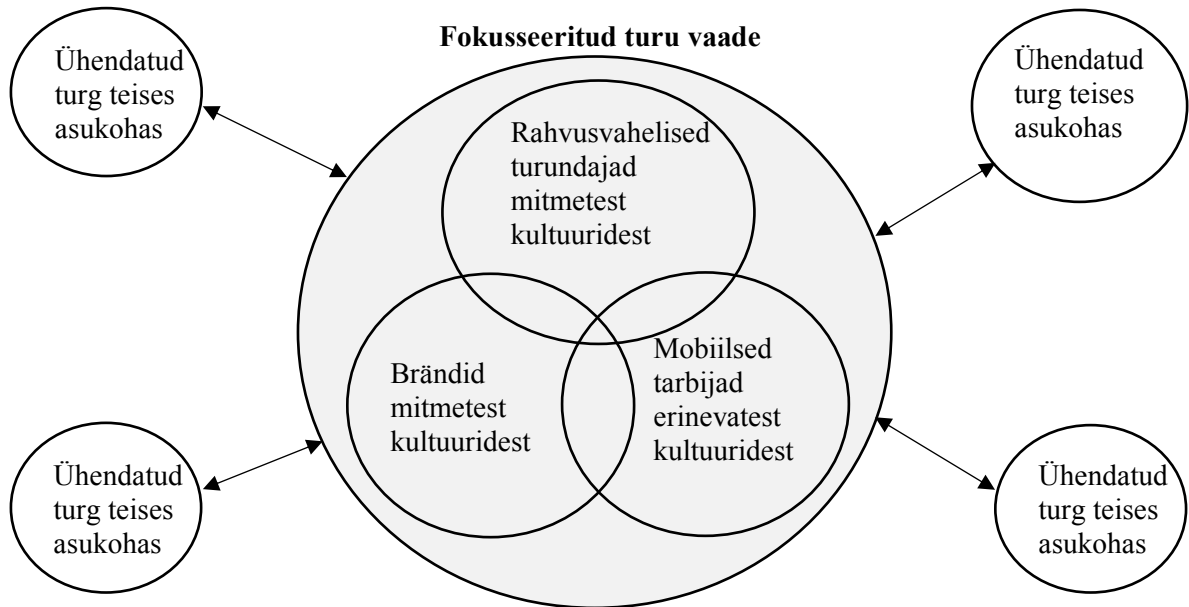 Fokusseeritud turu vaade
Ühendatud
turg teises
asukohas
Ühendatud
turg teises
asukohas
Rahvusvahelised
turundajad
mitmetest
kultuuridest
Brändid
mitmetest
kultuuridest
Mobiilsed
tarbijad
erinevatest
kultuuridest
Ühendatud
turg teises
asukohas
Ühendatud
turg teises
asukohas